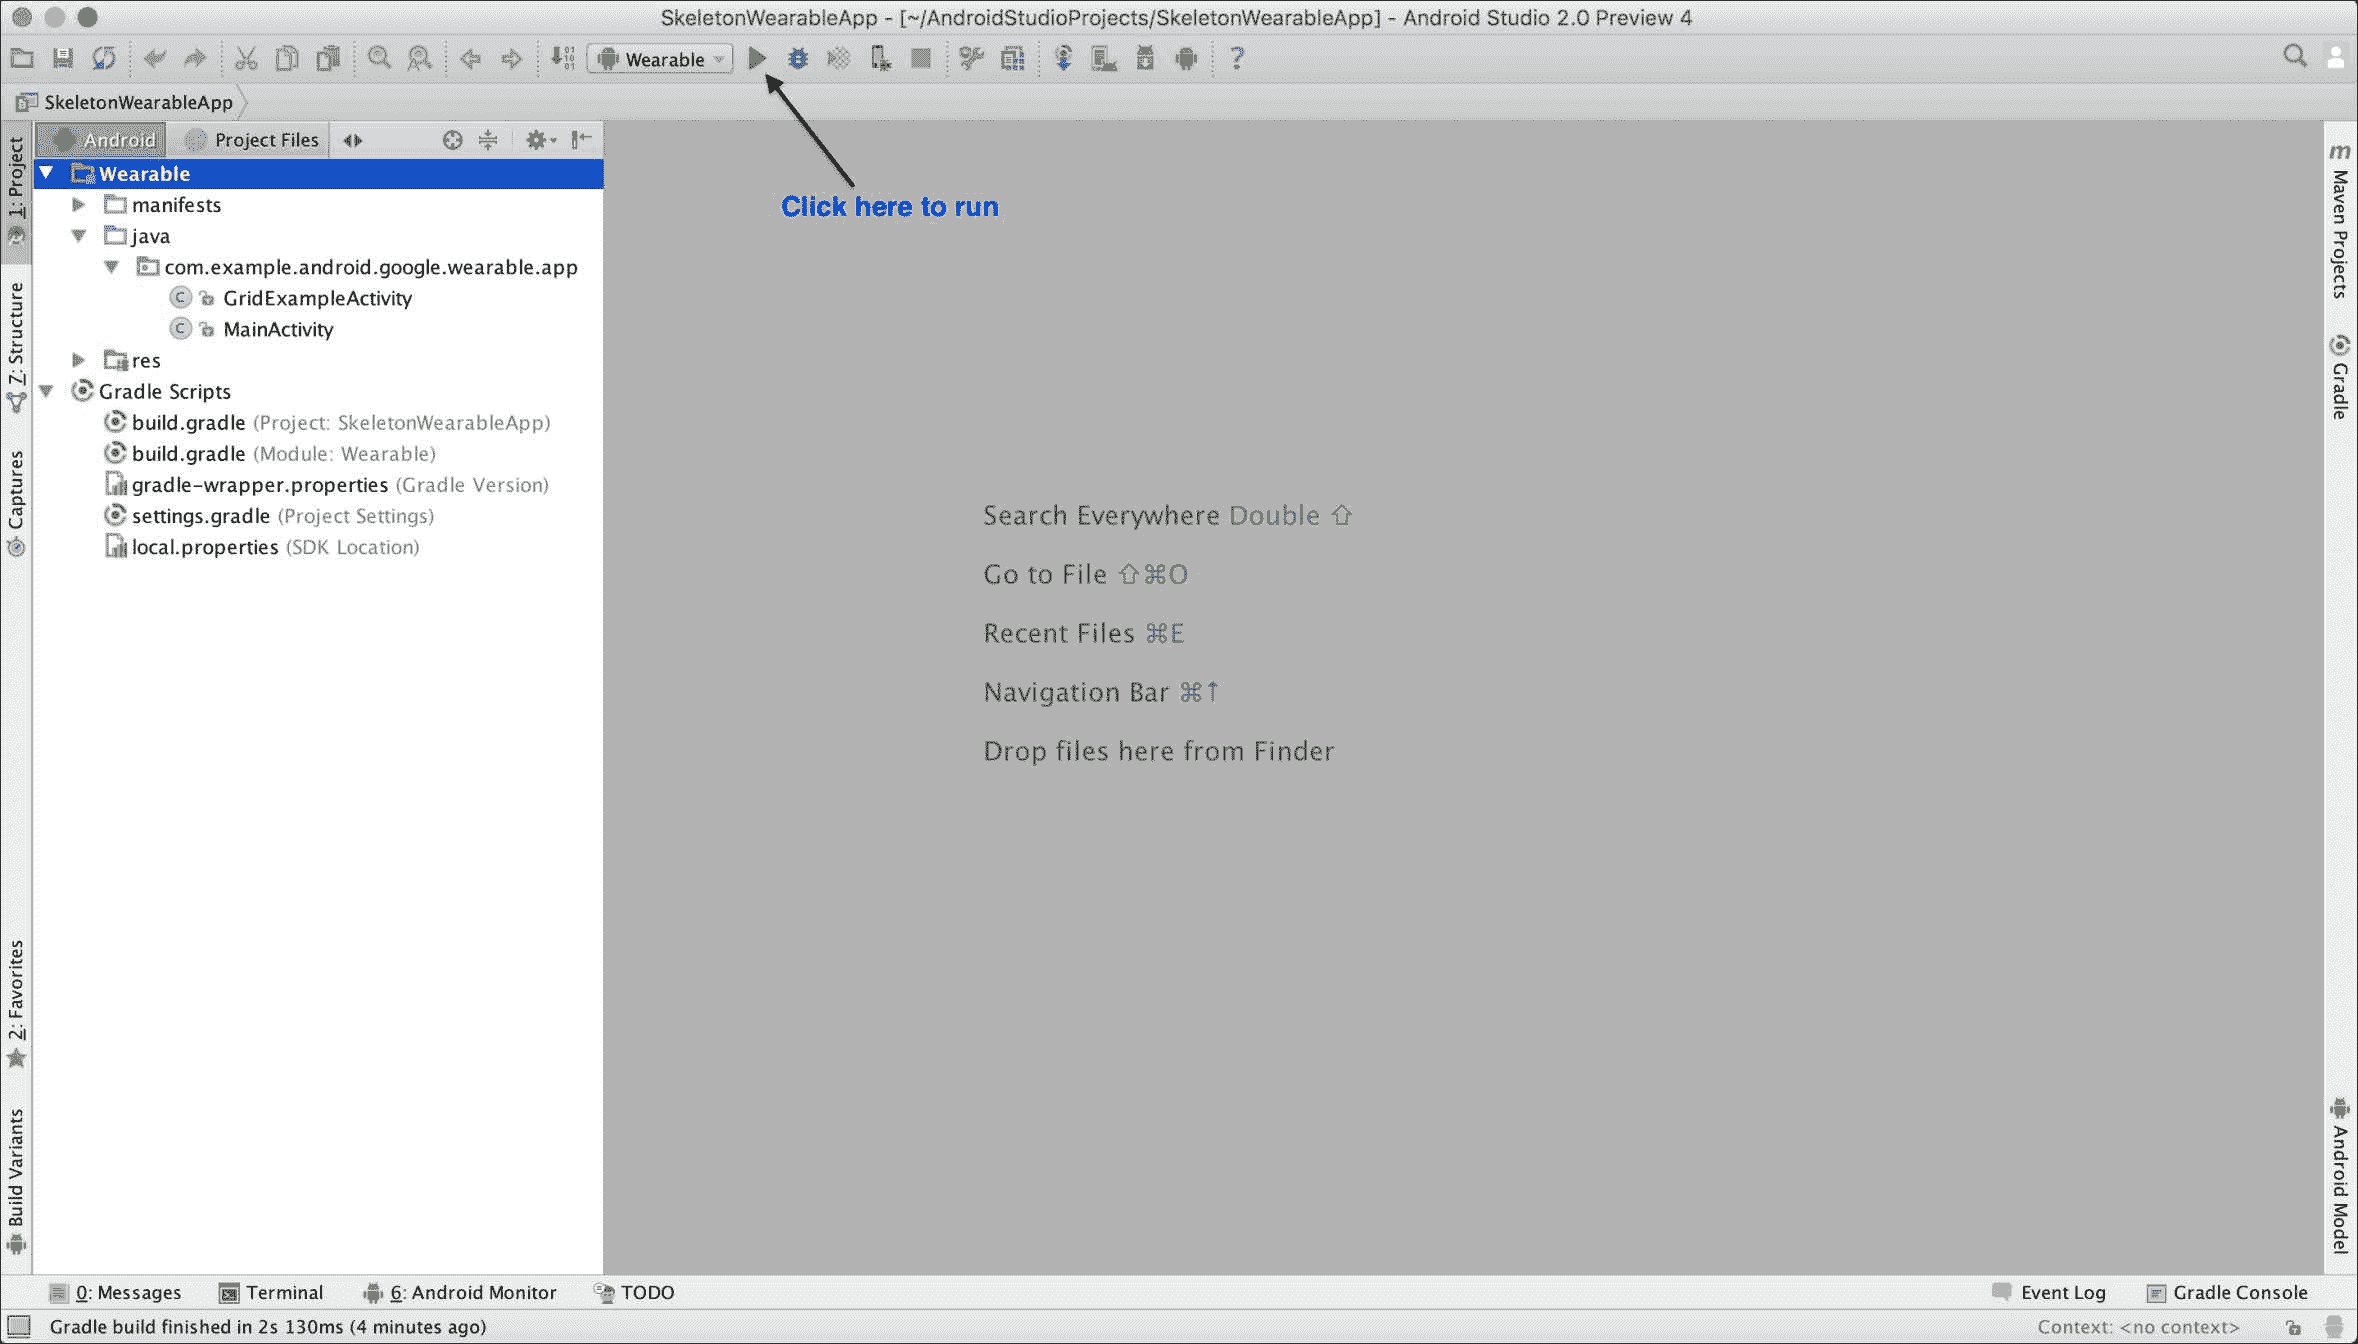 SkeletonWearableApp - [~/AndroidStudioProjects/SkeletonWearableApp] - Android Studio 2.0 Preview 4
Wearable
?
SkeletonWearableApp
Android
Project Files
Click here to run
Wearable
manifests
java
com.example.android.google.wearable.app
C GridExampleActivity
C MainActivity
res
Gradle Scripts
build.gradle (Project: SkeletonWearableApp)
build.gradle (Module: Wearable)
gradle-wrapper.properties (Gradle Version)
settings.gradle (Project Settings)
local.properties (SDK Location)
1: Project
Z: Structure
Captures
2: Favorites
Build Variants
Search Everywhere Double ⇧
Go to File ⇧⌘O
Recent Files ⌘E
Navigation Bar ⌘↑
Drop files here from Finder
m
Maven Projects
Gradle
Android Model
0: Messages
Terminal
6: Android Monitor
TODO
Event Log
Gradle Console
Gradle build finished in 2s 130ms (4 minutes ago)
Context: <no context>